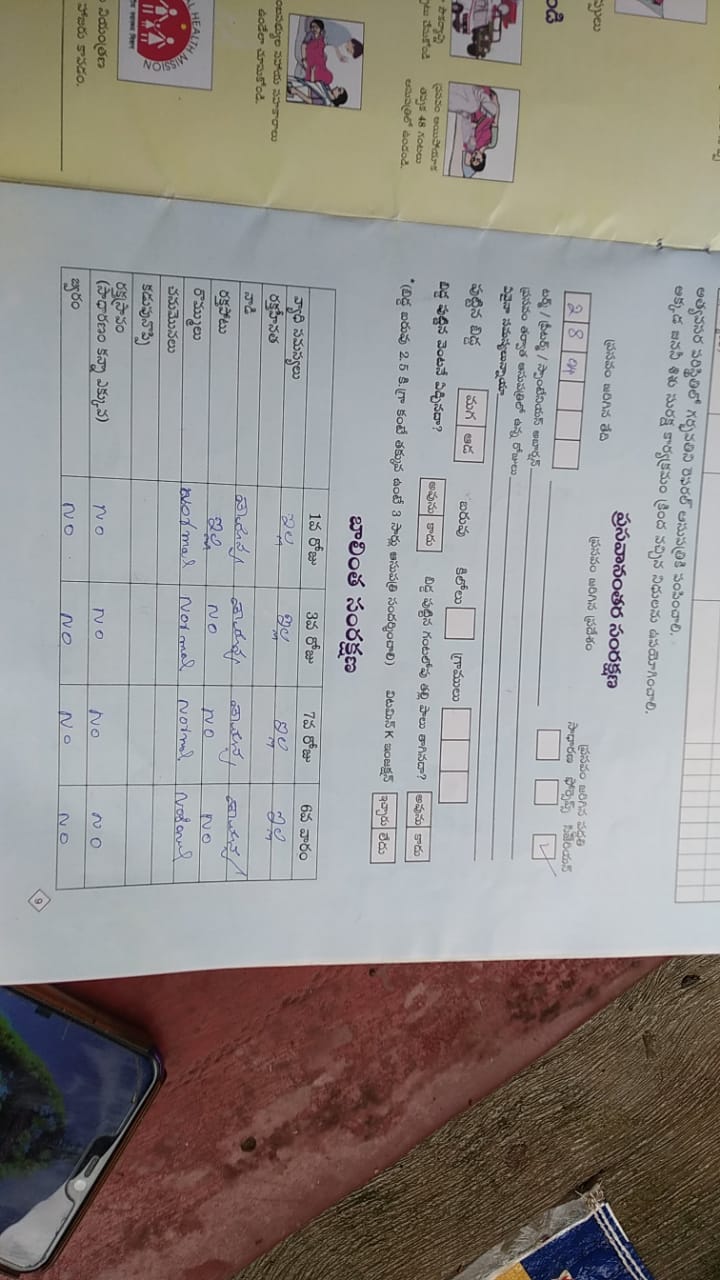 అత్యవసర పరిస్థితిలో గర్భవతిని రెఫరల్ ఆసుపత్రికి పంపించాలి.
అక్కడ జననీ శిశు సురక్ష కార్యక్రమం క్రింద వచ్చిన నిధులను ఉపయోగించాలి.
ప్రసవానంతర సంరక్షణ
ప్రసవం జరిగిన తేది ప్రసవం జరిగిన ప్రదేశం ప్రసవం జరిగిన పద్ధతి
సాధారణ ఫోర్సెప్స్ సిజేరియన్
2 8
టర్మ్ / ప్రీటర్మ్ / స్పాంటేనియస్ అబార్షన్
ప్రసవం తర్వాత ఆసుపత్రిలో ఉన్న రోజులు
ఏవైనా సమస్యలున్నాయా
పుట్టిన బిడ్డ మగ ఆడ బరువు కిలోలు గ్రాములు
బిడ్డ పుట్టిన వెంటనే ఏడ్చినదా? అవును కాదు బిడ్డ పుట్టిన గంటలోపు తల్లి పాలు తాగినదా? అవును కాదు
*(బిడ్డ బరువు 2.5 కి.గ్రా కంటే తక్కువ ఉంటే 3 సార్లు ఆసుపత్రి సందర్శించాలి) విటమిన్ K ఇంజక్షన్ ఇచ్చారు లేదు
బాలింత సంరక్షణ
1వ రోజు 3వ రోజు 7వ రోజు 6వ వారం
వ్యాధి సమస్యలు ఇల్ల ఇల్ల ఇల్ల ఇల్లి
రక్తహీనత
నాడి
రక్తపోటు ఇల్లి NO NO NO
రొమ్ములు Normal Normal Normal Normal
చనుమొనలు
కడుపునొప్పి
రక్తస్రావం
(సాధారణం కన్నా ఎక్కువ) NO NO NO NO
జ్వరం NO NO NO NO
9
ప్రసవం అయిపోయాక
తప్పక 48 గంటలు
ఆసుపత్రిలో ఉండండి.
సహాయ సహకారాలు
ఉండేలా చూసుకోండి.
HEALTH MISSION
నియంత్రణ
హాజరు కావడం.